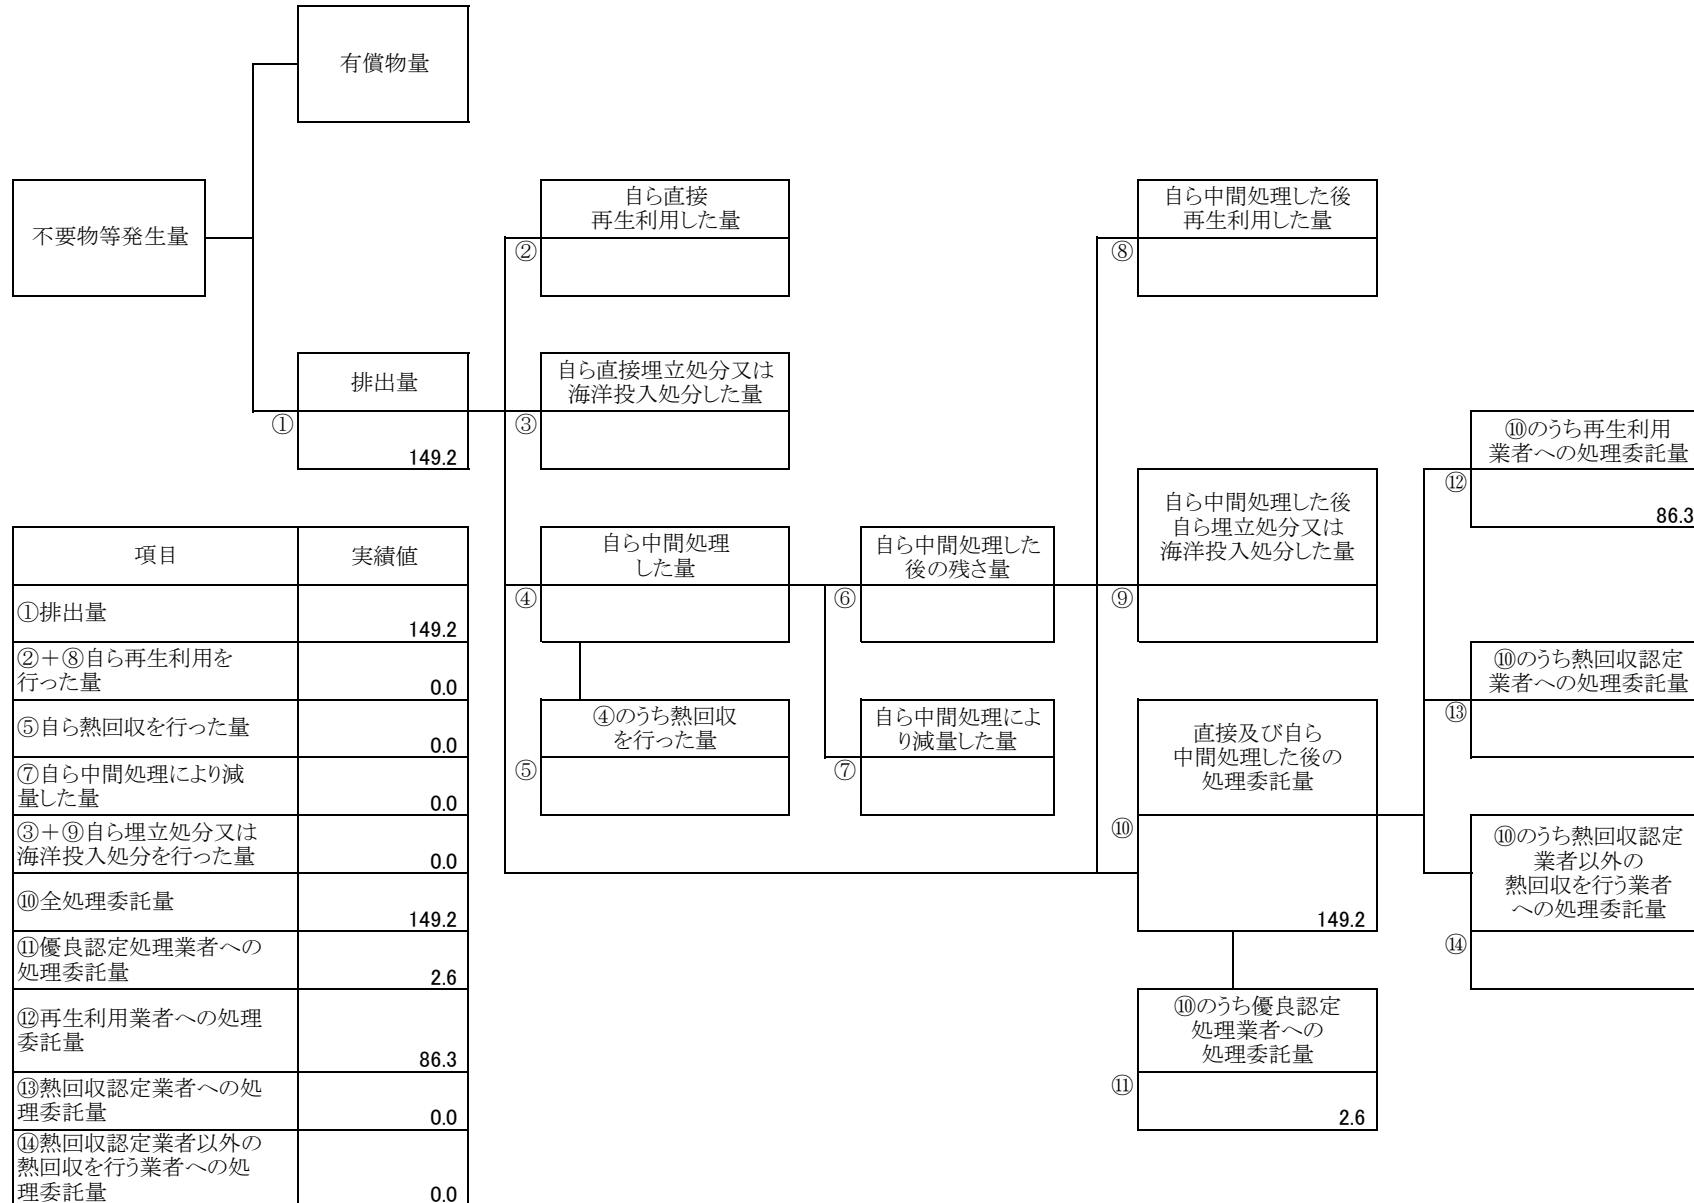 有償物量
不要物等発生量
排出量
①
149.2
自ら直接
再生利用した量
②
自ら直接埋立処分又は
海洋投入処分した量
③
自ら中間処理
した量
④
④のうち熱回収
を行った量
⑤
自ら中間処理した
後の残さ量
⑥
自ら中間処理によ
り減量した量
⑦
自ら中間処理した後
再生利用した量
⑧
自ら中間処理した後
自ら埋立処分又は
海洋投入処分した量
⑨
直接及び自ら
中間処理した後の
処理委託量
⑩
149.2
⑩のうち優良認定
処理業者への
処理委託量
⑪
2.6
⑩のうち再生利用
業者への処理委託量
⑫
86.3
⑩のうち熱回収認定
業者への処理委託量
⑬
⑩のうち熱回収認定
業者以外の
熱回収を行う業者
への処理委託量
⑭
項目 実績値
①排出量
149.2
②＋⑧自ら再生利用を
行った量
0.0
⑤自ら熱回収を行った量
0.0
⑦自ら中間処理により減
量した量
0.0
③＋⑨自ら埋立処分又は
海洋投入処分を行った量
0.0
⑩全処理委託量
149.2
⑪優良認定処理業者への
処理委託量
2.6
⑫再生利用業者への処理
委託量
86.3
⑬熱回収認定業者への処
理委託量
0.0
⑭熱回収認定業者以外の
熱回収を行う業者への処
理委託量
0.0